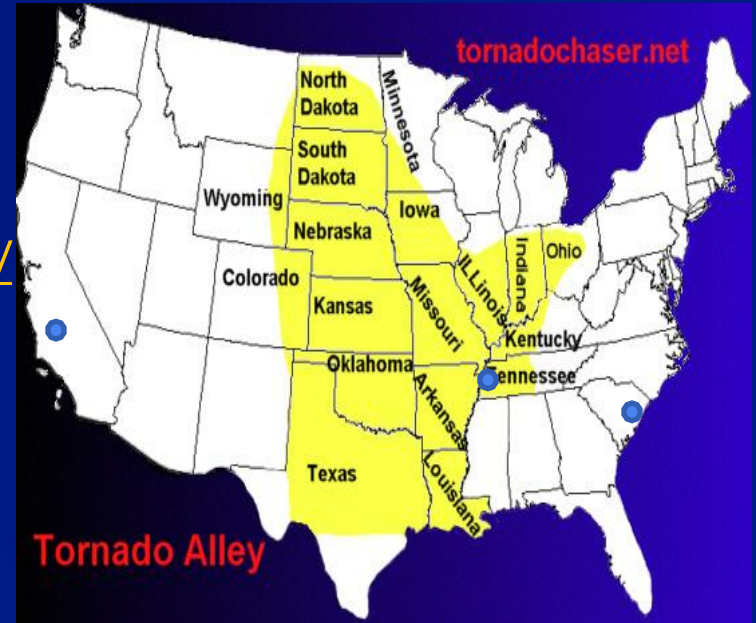 tornadochaser.net
North
Dakota
Minnesota
South
Dakota
Wyoming
Iowa
Nebraska
Colorado
ILLinois
Indiana
Ohio
Kansas
Missouri
Kentucky
Oklahoma
Tennessee
Arkansas
Texas
Louisiana
Tornado Alley